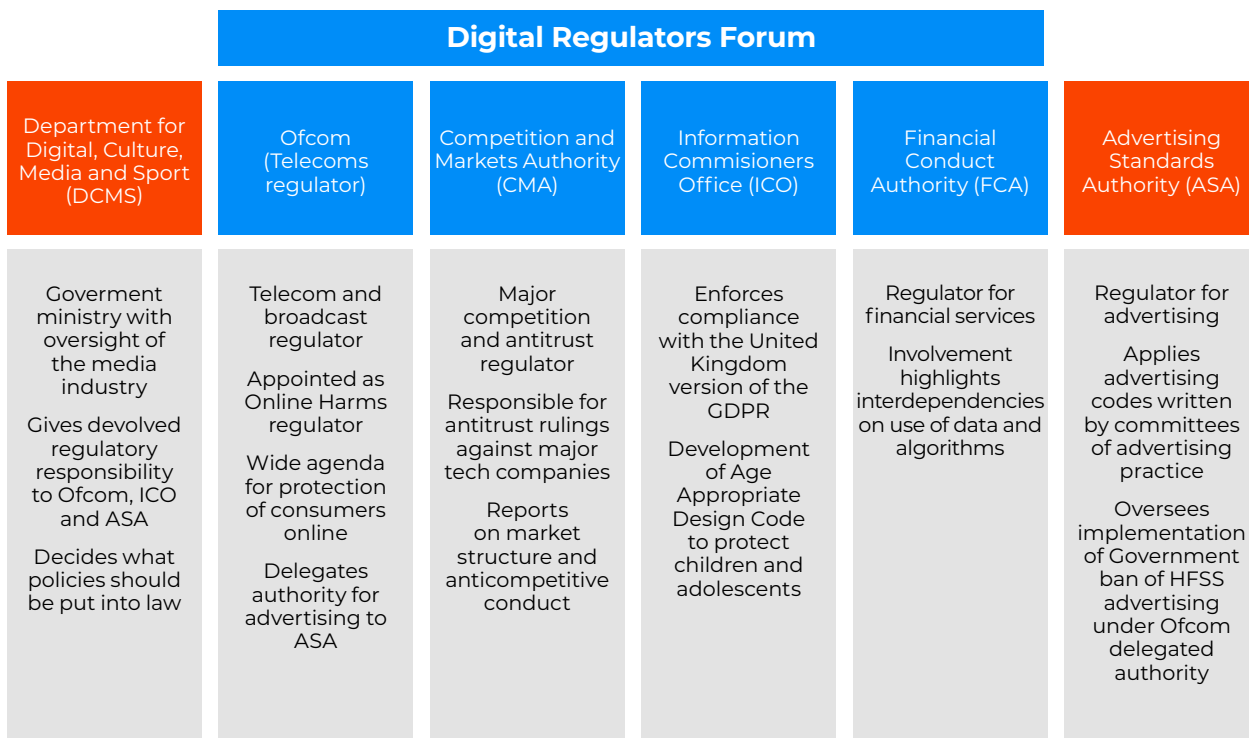 Digital Regulators Forum
Department for
Digital, Culture,
Media and Sport
(DCMS)
Ofcom
(Telecoms
regulator)
Competition and
Markets Authority
(CMA)
Information
Commisioners
Office (ICO)
Financial
Conduct
Authority (FCA)
Advertising
Standards
Authority (ASA)
Goverment
ministry with
oversight of
the media
industry
Gives devolved
regulatory
responsibility
to Ofcom, ICO
and ASA
Decides what
policies should
be put into law
Telecom and
broadcast
regulator
Appointed as
Online Harms
regulator
Wide agenda
for protection
of consumers
online
Delegates
authority for
advertising to
ASA
Major
competition
and antitrust
regulator
Responsible for
antitrust rulings
against major
tech companies
Reports
on market
structure and
anticompetitive
conduct
Enforces
compliance
with the United
Kingdom
version of the
GDPR
Development
of Age
Appropriate
Design Code
to protect
children and
adolescents
Regulator for
financial services
Involvement
highlights
interdependencies
on use of data and
algorithms
Regulator for
advertising
Applies
advertising
codes written
by committees
of advertising
practice
Oversees
implementation
of Government
ban of HFSS
advertising
under Ofcom
delegated
authority